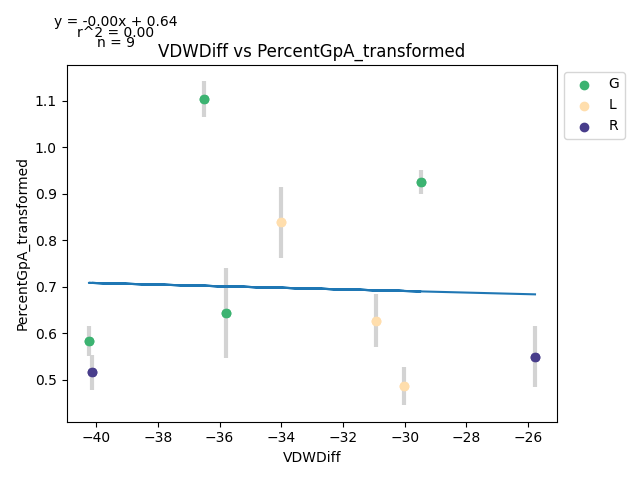 y = -0.00x + 0.64
r^2 = 0.00
n = 9
VDWDiff vs PercentGpA_transformed
G
L
R
1.1
1.0
0.9
0.8
0.7
0.6
0.5
PercentGpA_transformed
−40
−38
−36
−34
−32
−30
−28
−26
VDWDiff